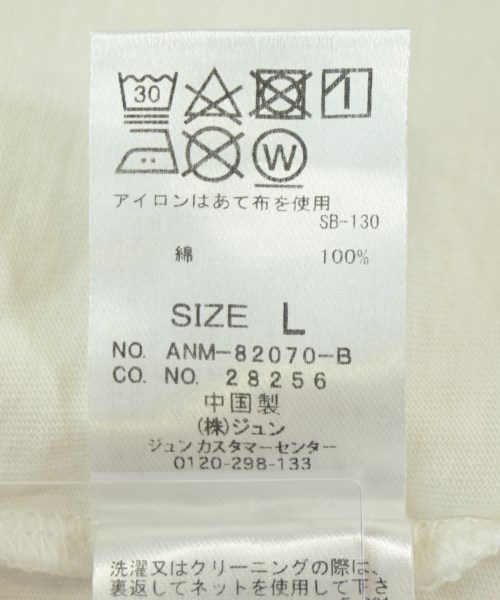 30
W
アイロンはあて布を使用
SB-130
綿 100%
SIZE L
NO. ANM-82070-B
CO. NO. 28256
中国製
(株)ジュン
ジュン カスタマーセンター
0120-298-133
洗濯又はクリーニングの際は、
裏返してネットを使用して下さ